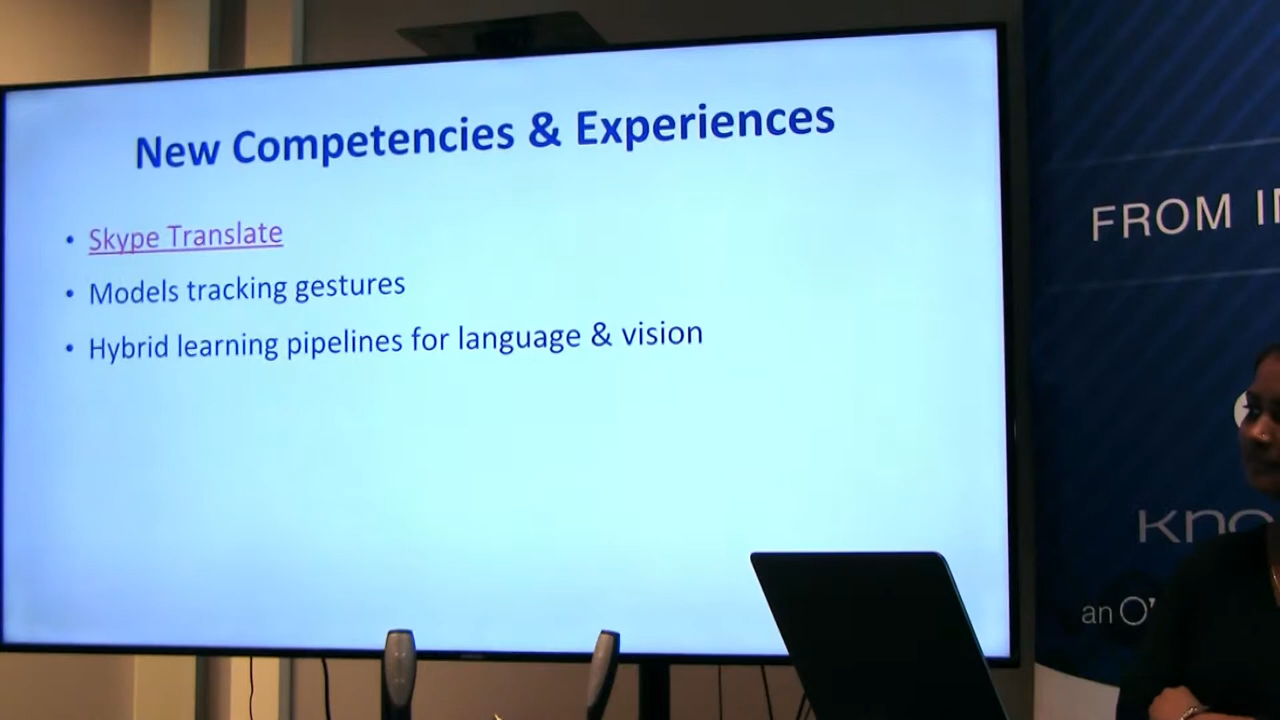 New Competencies & Experiences
• Skype Translate
• Models tracking gestures
• Hybrid learning pipelines for language & vision
FROM
an